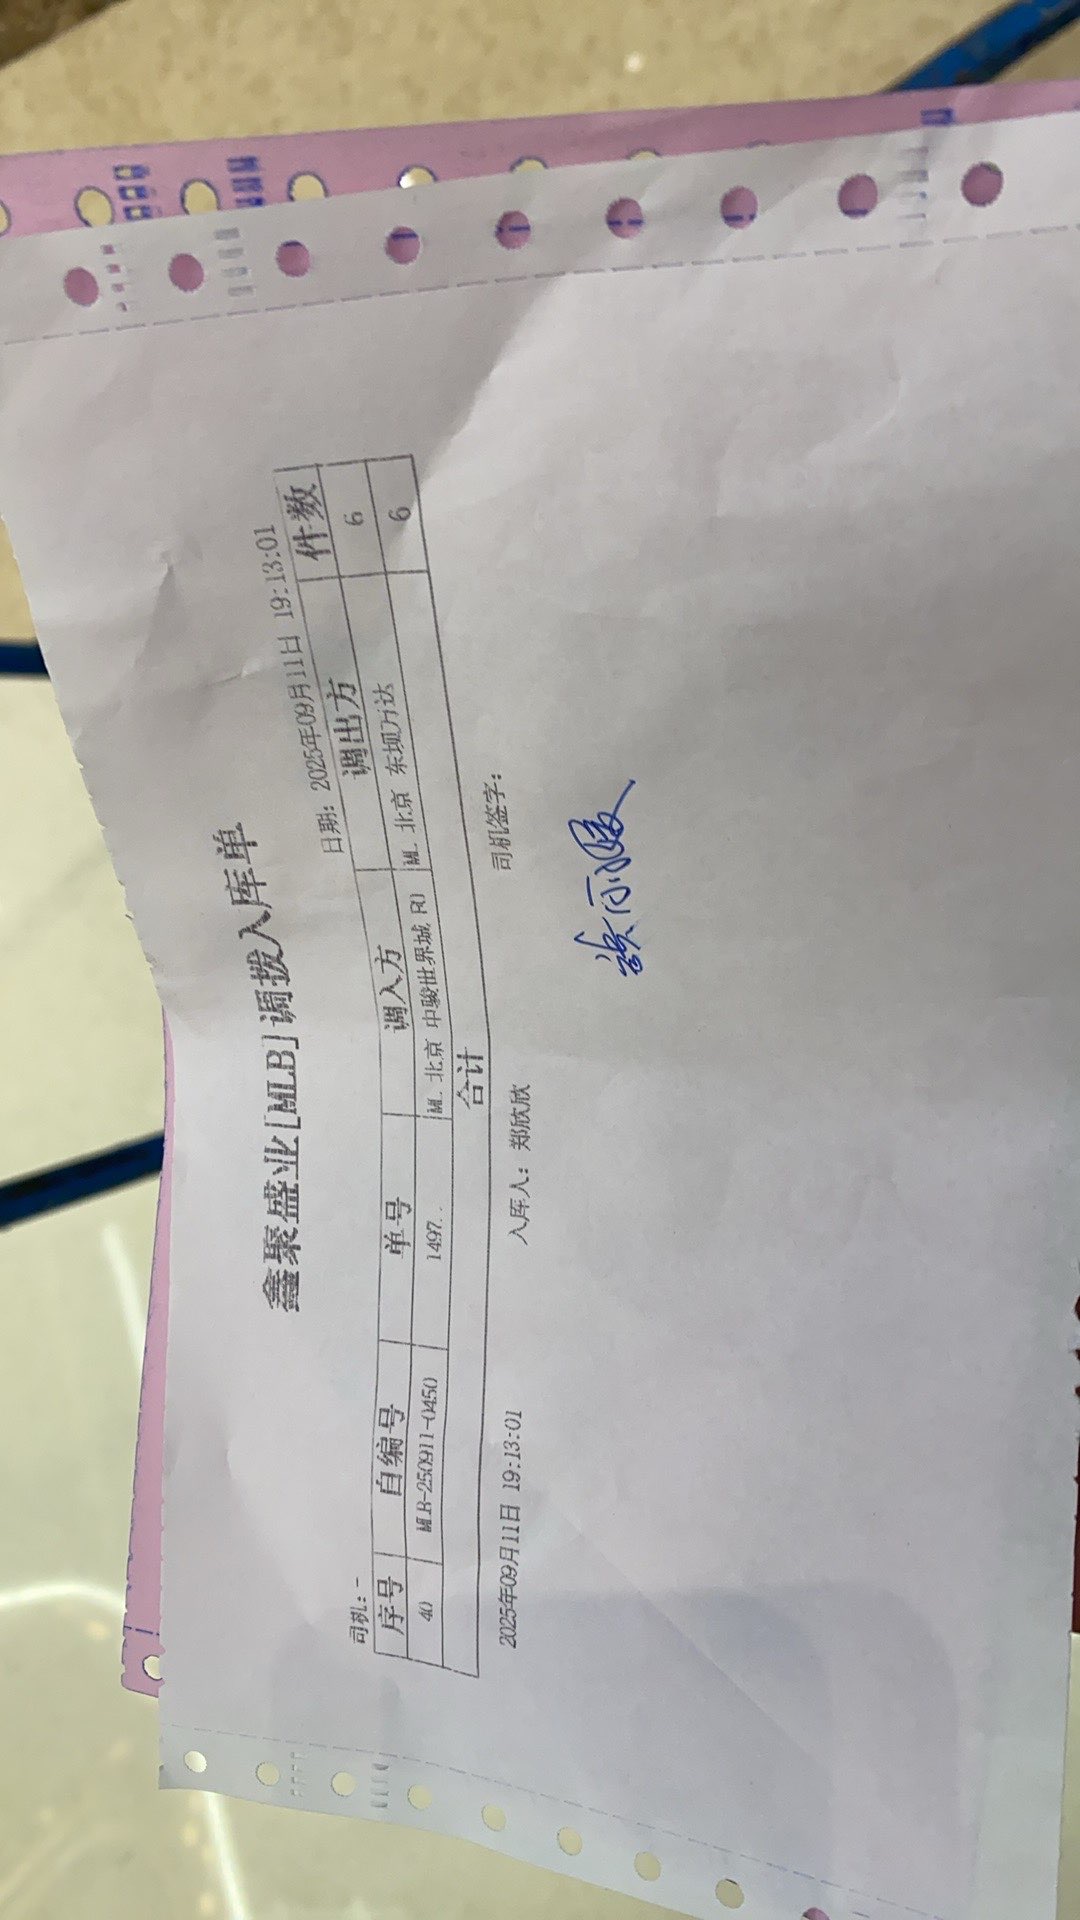 鑫聚盛业[MLB]调拨入库单
司机: - 日期: 2025年09月11日 19:13:01
序号 自编号 单号 调入方 调出方 件数
40 MLB-250911-0450 1497.. ML. 北京 中骏世界城 RJ ML. 北京 东坝万达 6
合计 6
2025年09月11日 19:13:01 入库人: 郑欣欣 司机签字: